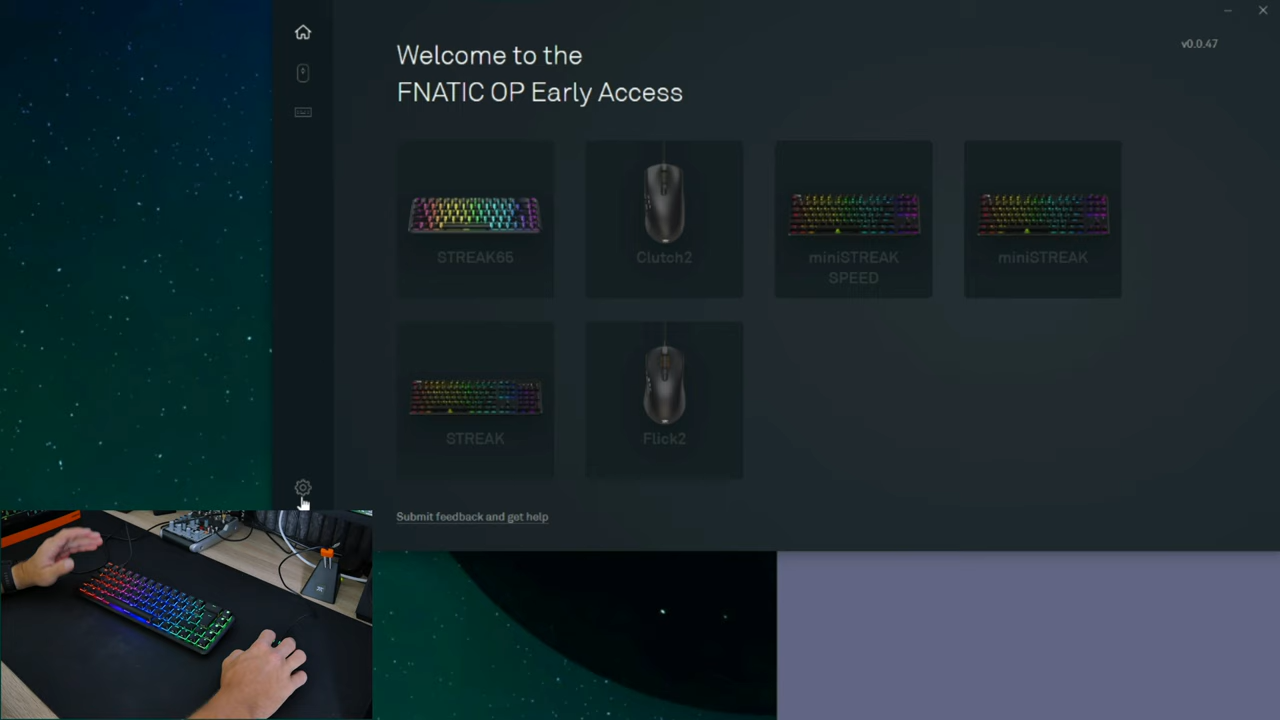 v0.0.47
Welcome to the
FNATIC OP Early Access
STREAK65
Clutch2
miniSTREAK
SPEED
miniSTREAK
STREAK
Flick2
Submit feedback and get help